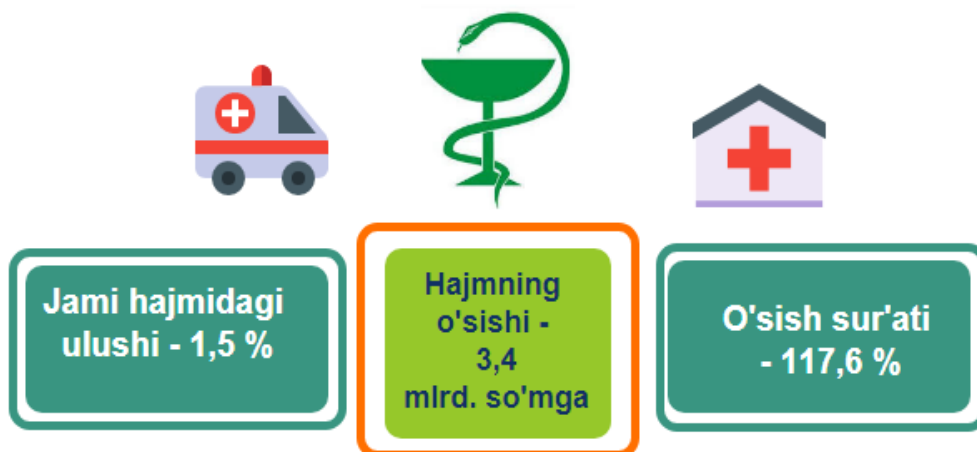 Jami hajmidagi
ulushi - 1,5 %
Hajmning
o'sishi -
3,4
mlrd. so'mga
O'sish sur'ati
- 117,6 %